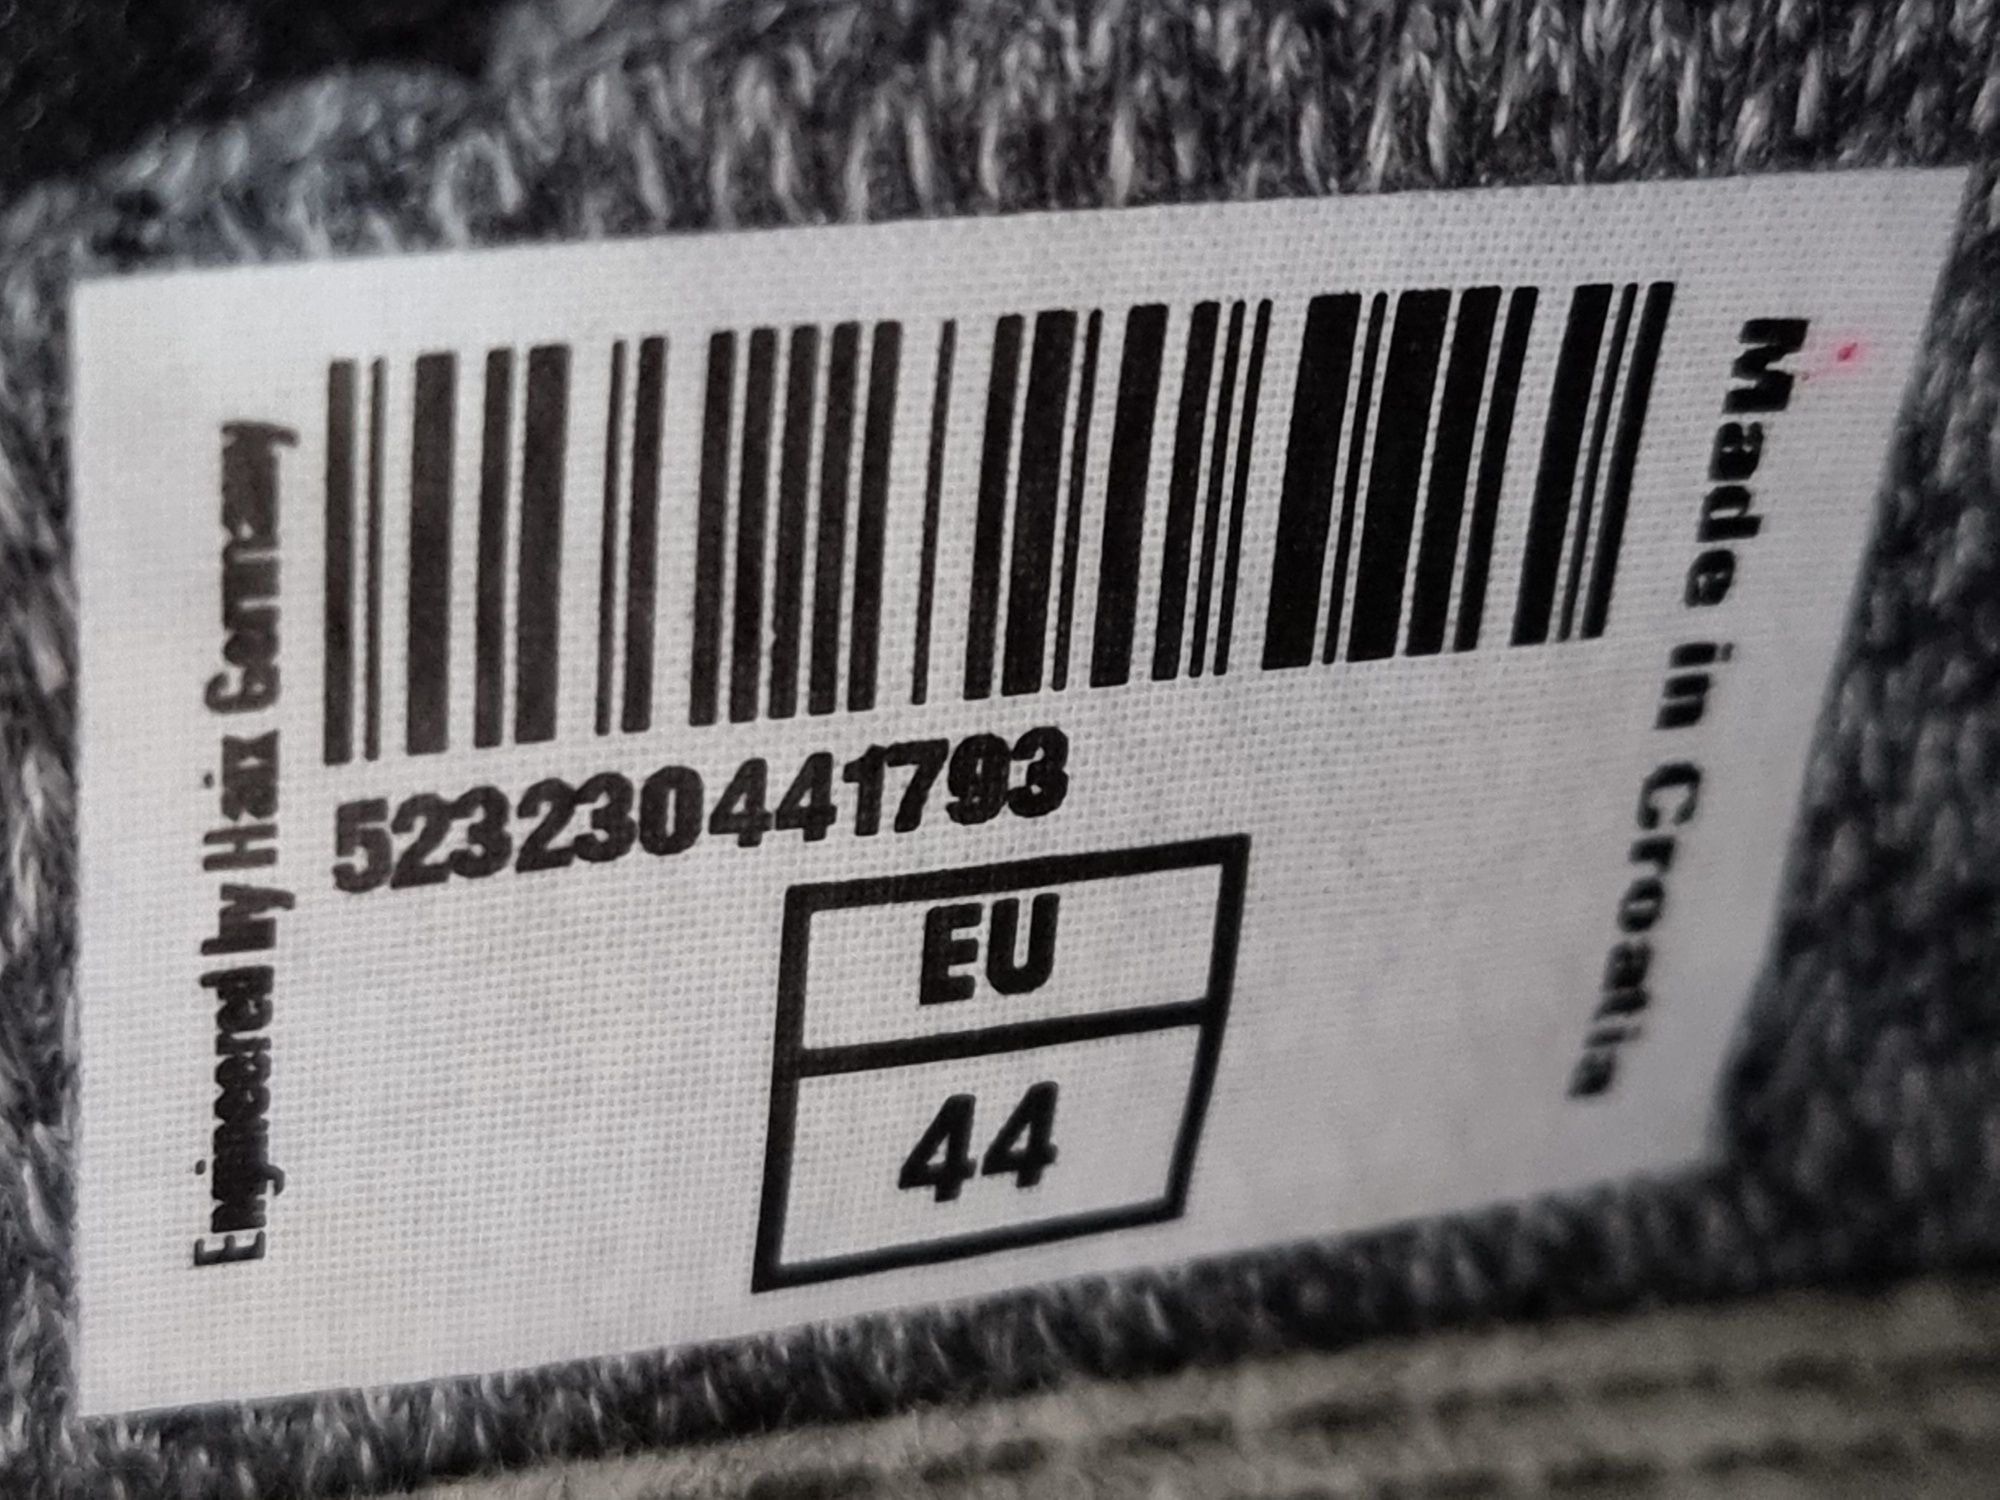 Engineered by Haix Germany
523230441793
EU
44
Made in Croatia